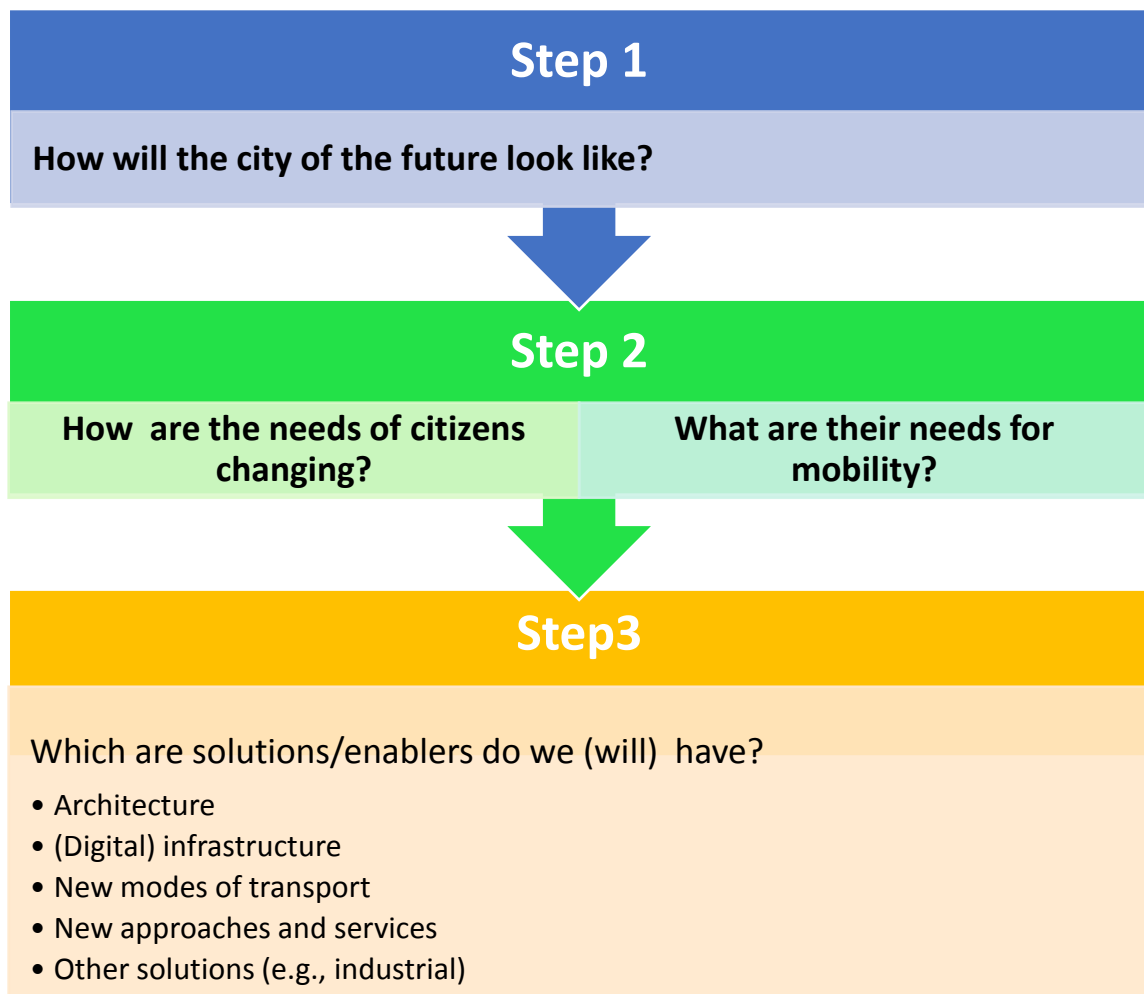 Step 1
How will the city of the future look like?
Step 2
How  are the needs of citizens
changing?
What are their needs for
mobility?
Step3
Which are solutions/enablers do we (will)  have?
• Architecture
• (Digital) infrastructure
• New modes of transport
• New approaches and services
• Other solutions (e.g., industrial)